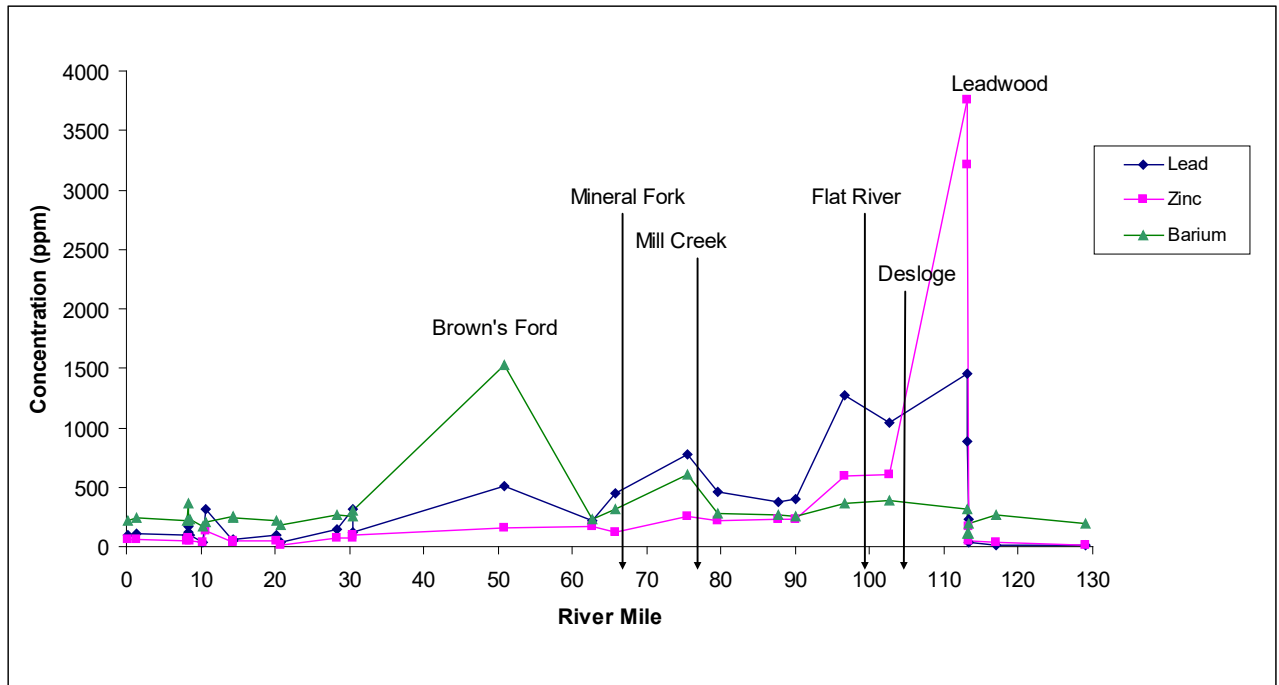 4000
3500
3000
2500
2000
1500
1000
500
0
Concentration (ppm)
Leadwood
Mineral Fork
Flat River
Mill Creek
Desloge
Brown's Ford
Lead
Zinc
Barium
0 10 20 30 40 50 60 70 80 90 100 110 120 130
River Mile